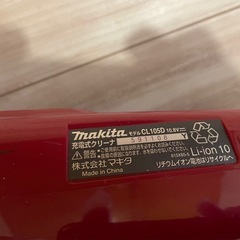 makita モデル CL105D 10.8V
充電式クリーナ 591108 Y
株式会社マキタ
Made in China
Li-ion 10
リチウムイオン電池はリサイクルへ